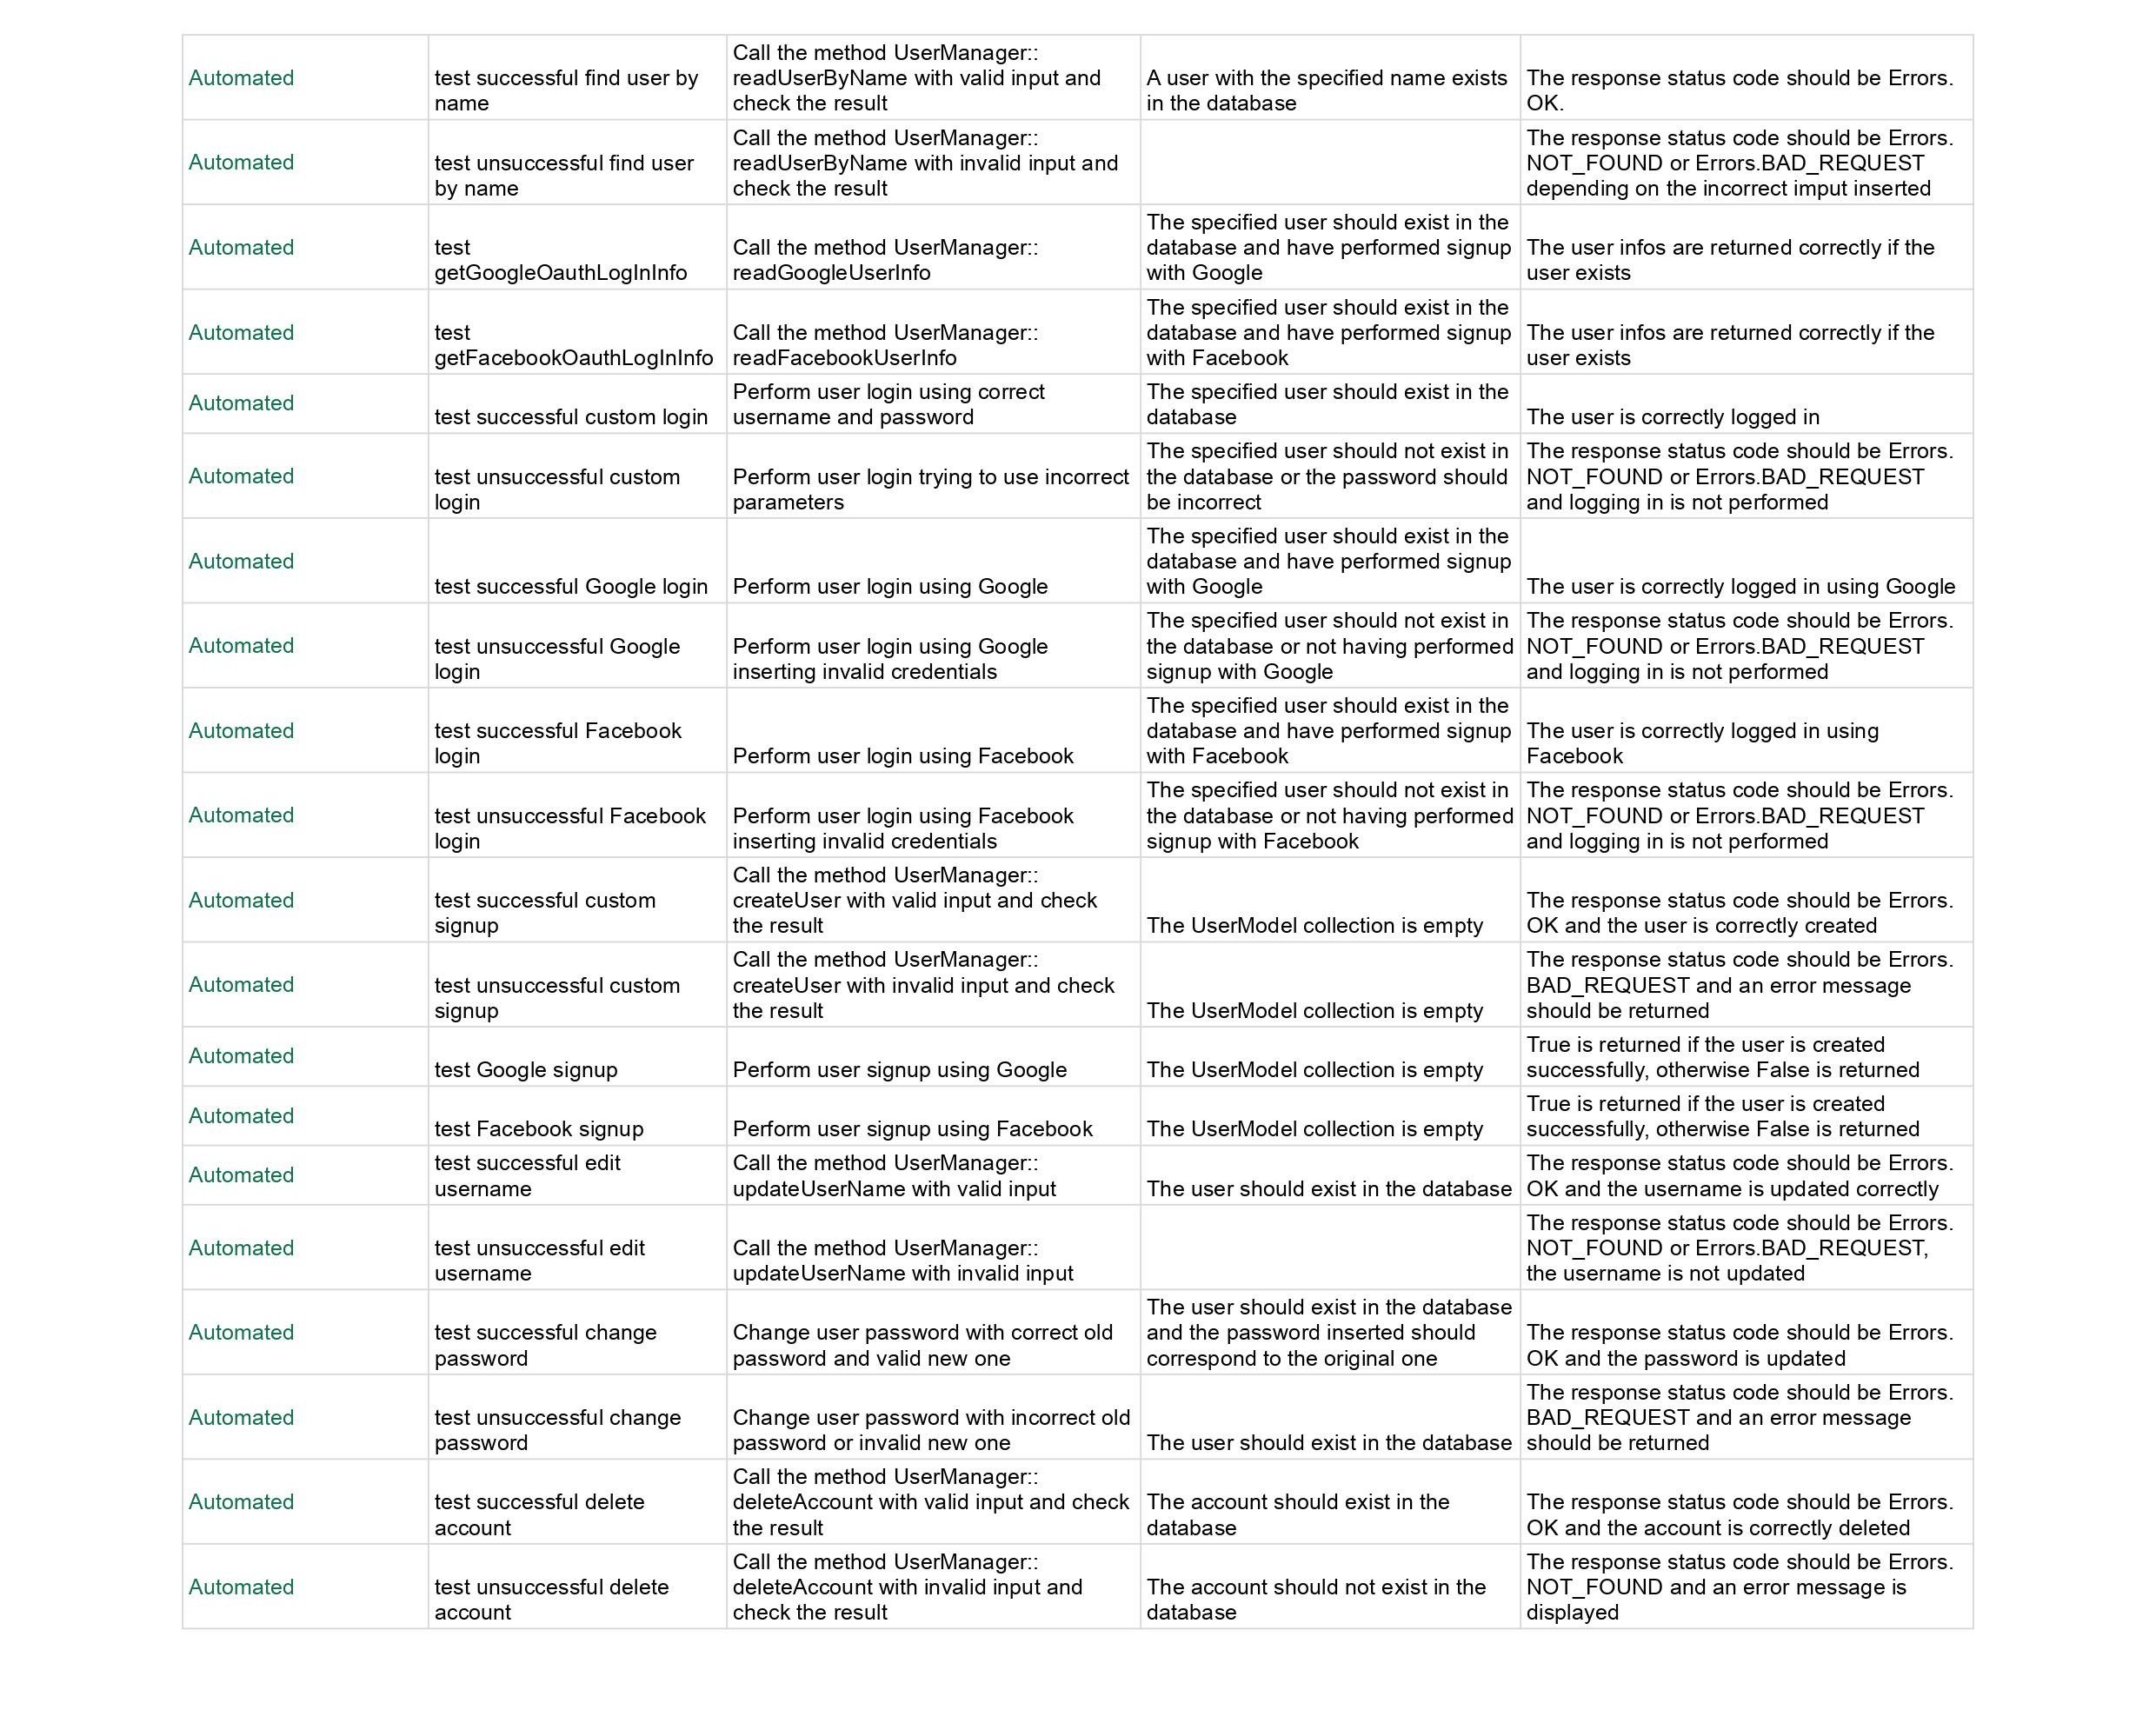 Automated
test successful find user by
name
Call the method UserManager::
readUserByName with valid input and
check the result
A user with the specified name exists
in the database
The response status code should be Errors.
OK.
Automated
test unsuccessful find user
by name
Call the method UserManager::
readUserByName with invalid input and
check the result
The response status code should be Errors.
NOT_FOUND or Errors.BAD_REQUEST
depending on the incorrect imput inserted
Automated
test
getGoogleOauthLogInInfo
Call the method UserManager::
readGoogleUserInfo
The specified user should exist in the
database and have performed signup
with Google
The user infos are returned correctly if the
user exists
Automated
test
getFacebookOauthLogInInfo
Call the method UserManager::
readFacebookUserInfo
The specified user should exist in the
database and have performed signup
with Facebook
The user infos are returned correctly if the
user exists
Automated
test successful custom login
Perform user login using correct
username and password
The specified user should exist in the
database
The user is correctly logged in
Automated
test unsuccessful custom
login
Perform user login trying to use incorrect
parameters
The specified user should not exist in
the database or the password should
be incorrect
The response status code should be Errors.
NOT_FOUND or Errors.BAD_REQUEST
and logging in is not performed
Automated
test successful Google login
Perform user login using Google
The specified user should exist in the
database and have performed signup
with Google
The user is correctly logged in using Google
Automated
test unsuccessful Google
login
Perform user login using Google
inserting invalid credentials
The specified user should not exist in
the database or not having performed
signup with Google
The response status code should be Errors.
NOT_FOUND or Errors.BAD_REQUEST
and logging in is not performed
Automated
test successful Facebook
login
Perform user login using Facebook
The specified user should exist in the
database and have performed signup
with Facebook
The user is correctly logged in using
Facebook
Automated
test unsuccessful Facebook
login
Perform user login using Facebook
inserting invalid credentials
The specified user should not exist in
the database or not having performed
signup with Facebook
The response status code should be Errors.
NOT_FOUND or Errors.BAD_REQUEST
and logging in is not performed
Automated
test successful custom
signup
Call the method UserManager::
createUser with valid input and check
the result
The UserModel collection is empty
The response status code should be Errors.
OK and the user is correctly created
Automated
test unsuccessful custom
signup
Call the method UserManager::
createUser with invalid input and check
the result
The UserModel collection is empty
The response status code should be Errors.
BAD_REQUEST and an error message
should be returned
Automated
test Google signup
Perform user signup using Google
The UserModel collection is empty
True is returned if the user is created
successfully, otherwise False is returned
Automated
test Facebook signup
Perform user signup using Facebook
The UserModel collection is empty
True is returned if the user is created
successfully, otherwise False is returned
Automated
test successful edit
username
Call the method UserManager::
updateUserName with valid input
The user should exist in the database
The response status code should be Errors.
OK and the username is updated correctly
Automated
test unsuccessful edit
username
Call the method UserManager::
updateUserName with invalid input
The response status code should be Errors.
NOT_FOUND or Errors.BAD_REQUEST,
the username is not updated
Automated
test successful change
password
Change user password with correct old
password and valid new one
The user should exist in the database
and the password inserted should
correspond to the original one
The response status code should be Errors.
OK and the password is updated
Automated
test unsuccessful change
password
Change user password with incorrect old
password or invalid new one
The user should exist in the database
The response status code should be Errors.
BAD_REQUEST and an error message
should be returned
Automated
test successful delete
account
Call the method UserManager::
deleteAccount with valid input and check
the result
The account should exist in the
database
The response status code should be Errors.
OK and the account is correctly deleted
Automated
test unsuccessful delete
account
Call the method UserManager::
deleteAccount with invalid input and
check the result
The account should not exist in the
database
The response status code should be Errors.
NOT_FOUND and an error message is
displayed